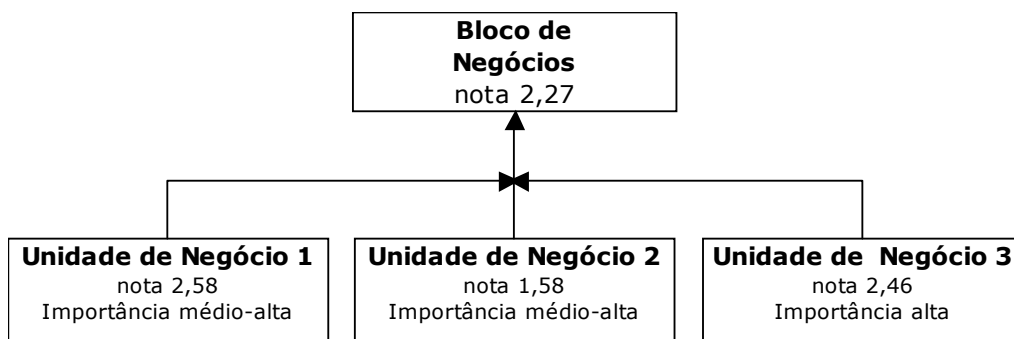 Bloco de
Negócios
nota 2,27
Unidade de Negócio 1
nota 2,58
Importância médio-alta
Unidade de Negócio 2
nota 1,58
Importância médio-alta
Unidade de Negócio 3
nota 2,46
Importância alta